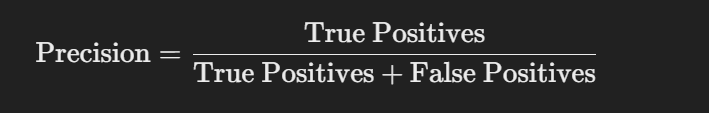 Precision = True Positives / True Positives + False Positives